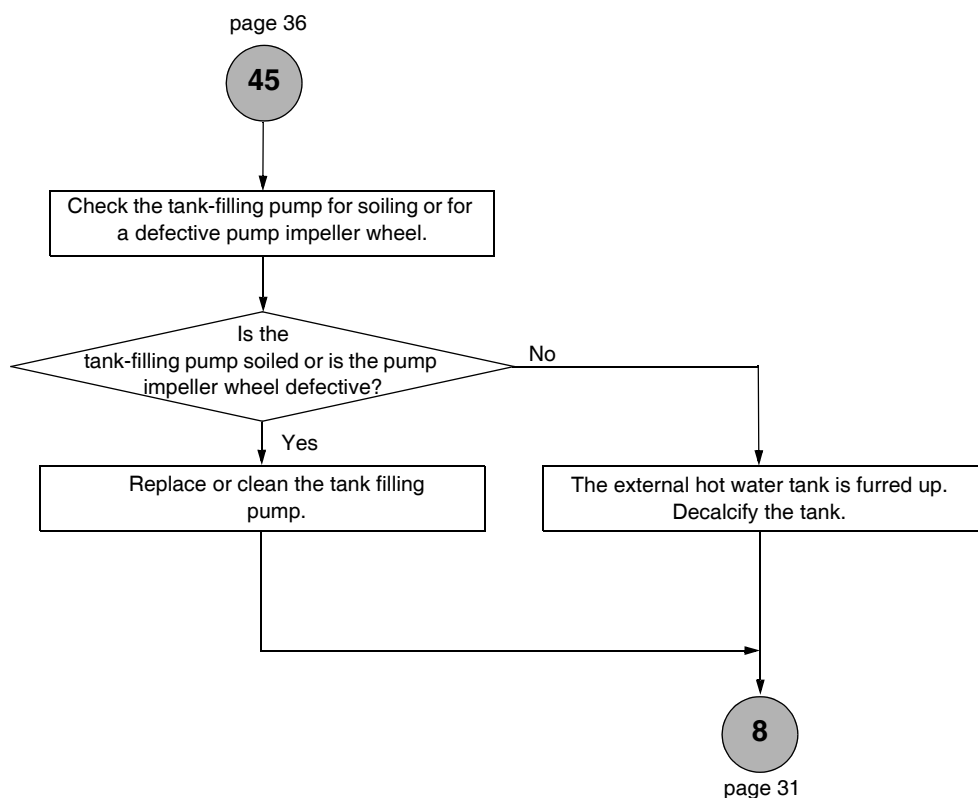 page 36
45
Check the tank-filling pump for soiling or for
a defective pump impeller wheel.
Is the
tank-filling pump soiled or is the pump
impeller wheel defective?
No
Yes
Replace or clean the tank filling
pump.
The external hot water tank is furred up.
Decalcify the tank.
8
page 31